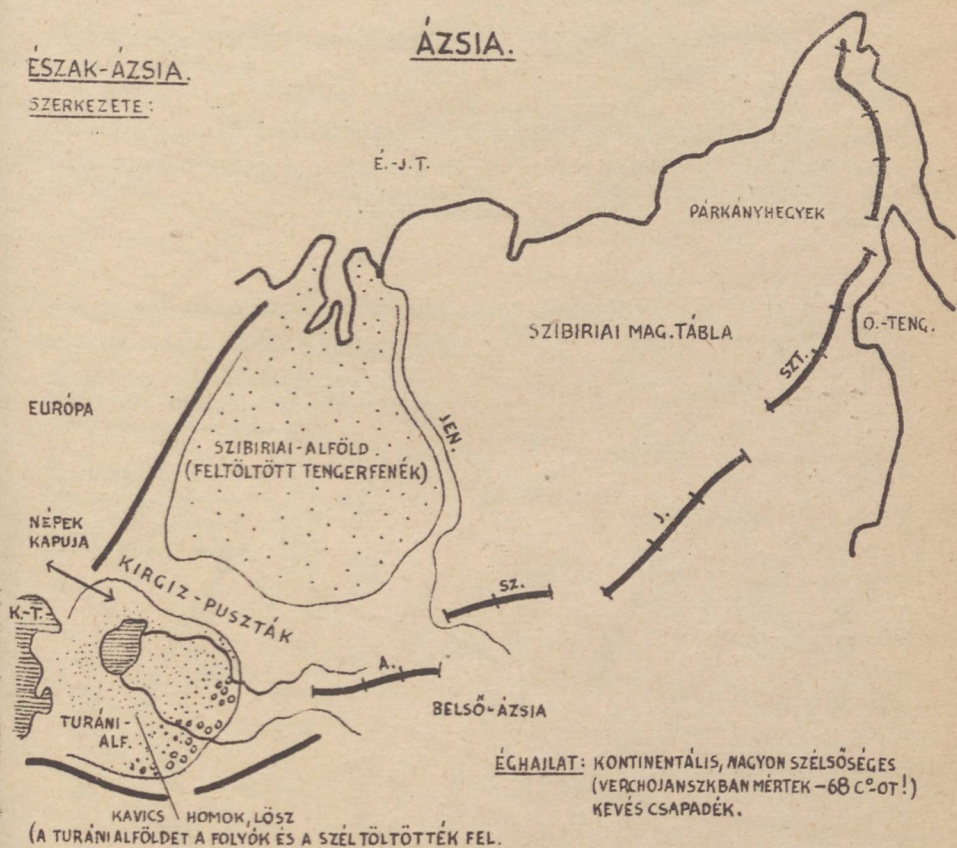 ÁZSIA.
ÉSZAK-ÁZSIA.
SZERKEZETE:
É.-J.T.
PÁRKÁNYHEGYEK
SZIBIRIAI MAG.TÁBLA
O.-TENG.
SZT.
EURÓPA
JEN.
SZIBIRIAI-ALFÖLD.
(FELTÖLTÖTT TENGERFENÉK)
NÉPEK
KAPUJA
J.
KIRGIZ-PUSZTÁK
SZ.
K.-T.
A.
BELSŐ-ÁZSIA
TURÁNI-
ALF.
ÉGHAJLAT: KONTINENTÁLIS, NAGYON SZÉLSŐSÉGES
(VERCHOJANSZKBAN MÉRTEK -68 C°-OT!)
KEVÉS CSAPADÉK.
KAVICS HOMOK, LÖSZ
(A TURÁNI ALFÖLDET A FOLYÓK ÉS A SZÉL TÖLTÖTTÉK FEL.